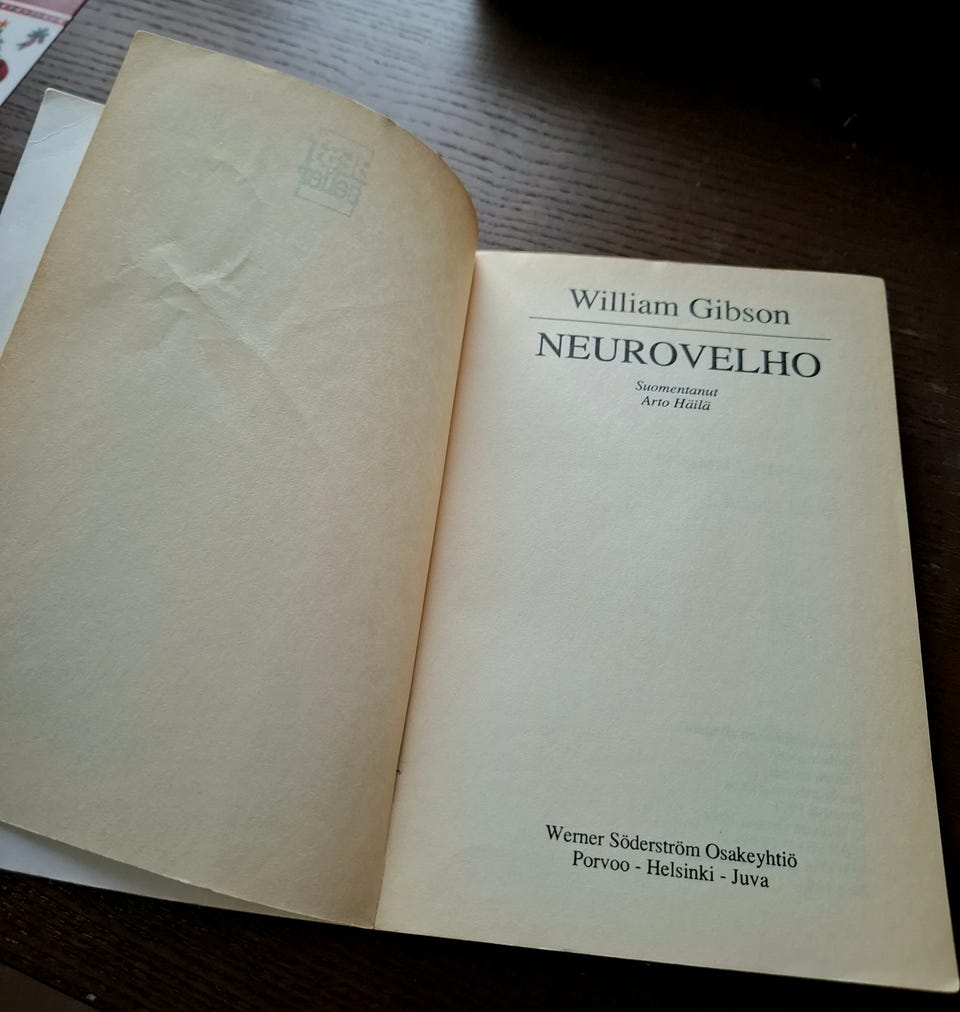 William Gibson
NEUROVELHO
Suomentanut
Arto Häilä
Werner Söderström Osakeyhtiö
Porvoo - Helsinki - Juva